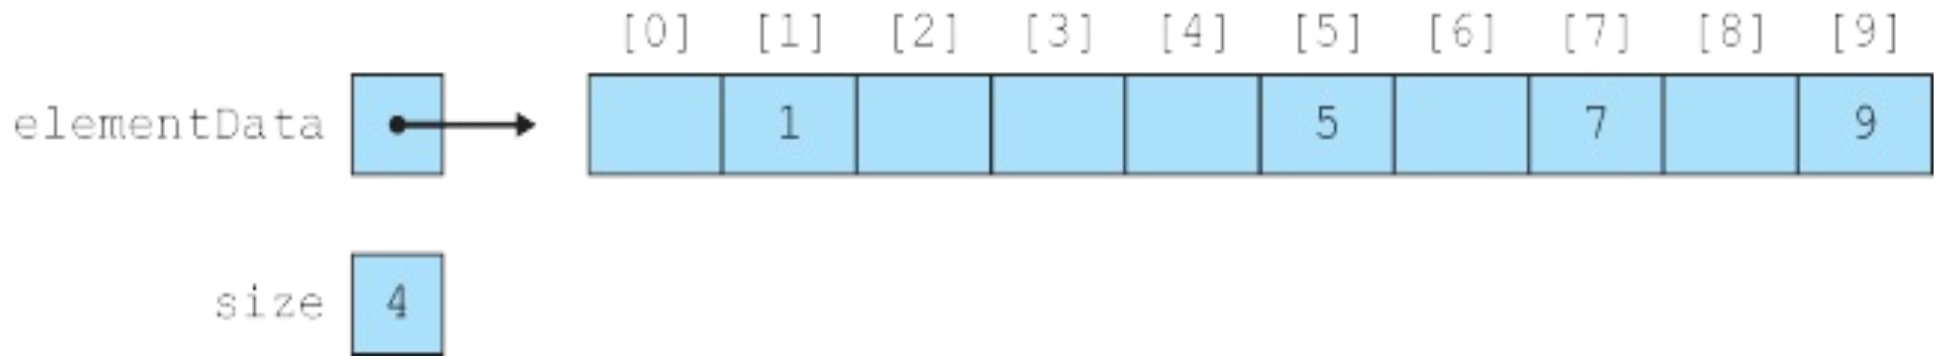 [0] [1] [2] [3] [4] [5] [6] [7] [8] [9]
elementData 1 5 7 9
size 4